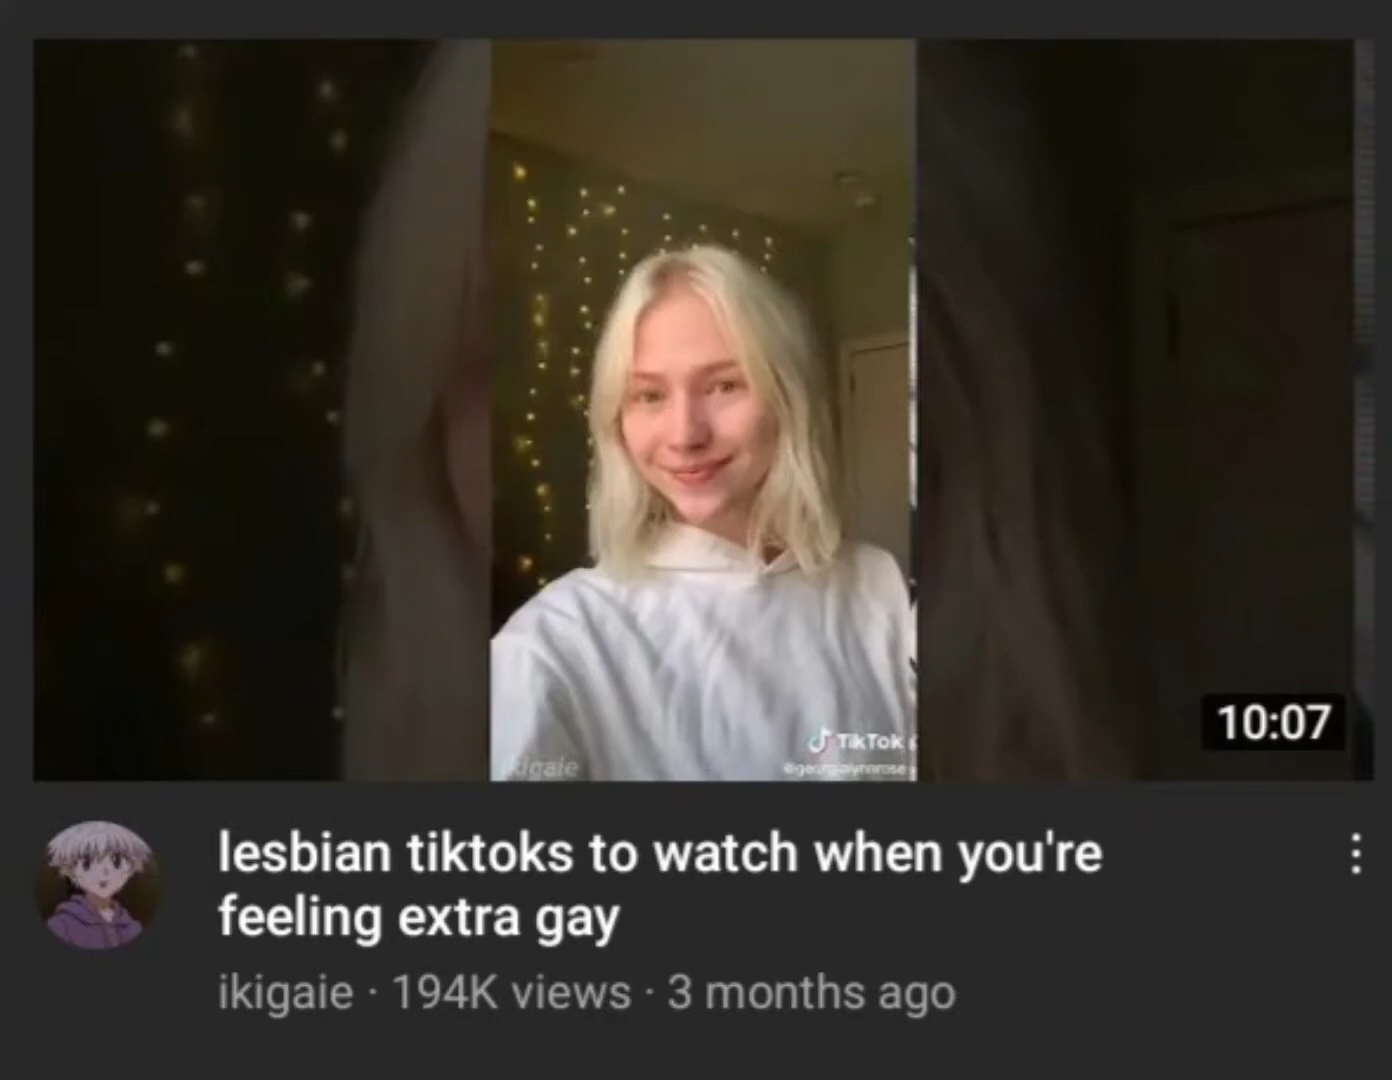 TikTok
ikigaie
10:07
lesbian tiktoks to watch when you're
feeling extra gay
ikigaie · 194K views · 3 months ago